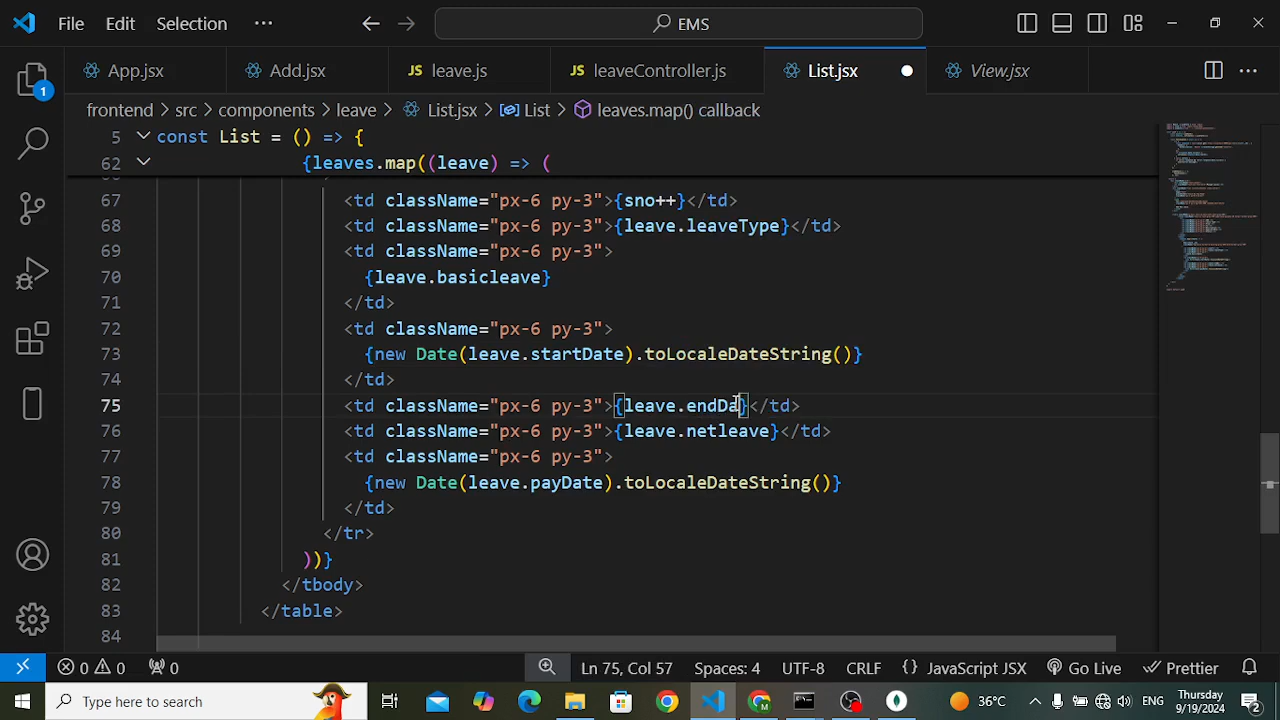 File Edit Selection ··· EMS
App.jsx Add.jsx JS leave.js JS leaveController.js List.jsx View.jsx ···
frontend > src > components > leave > List.jsx > List > leaves.map() callback
5 const List = () => {
62 {leaves.map((leave) => (
67 <td className="px-6 py-3">{sno++}</td>
68 <td className="px-6 py-3">{leave.leaveType}</td>
69 <td className="px-6 py-3">
70 {leave.basicleave}
71 </td>
72 <td className="px-6 py-3">
73 {new Date(leave.startDate).toLocaleDateString()}
74 </td>
75 <td className="px-6 py-3">{leave.endDa}</td>
76 <td className="px-6 py-3">{leave.netleave}</td>
77 <td className="px-6 py-3">
78 {new Date(leave.payDate).toLocaleDateString()}
79 </td>
80 </tr>
81 ))}
82 </tbody>
83 </table>
84
1
0 0 0 Ln 75, Col 57 Spaces: 4 UTF-8 CRLF {} JavaScript JSX Go Live Prettier
Type here to search 36°C ENG Thursday
9/19/2024 2